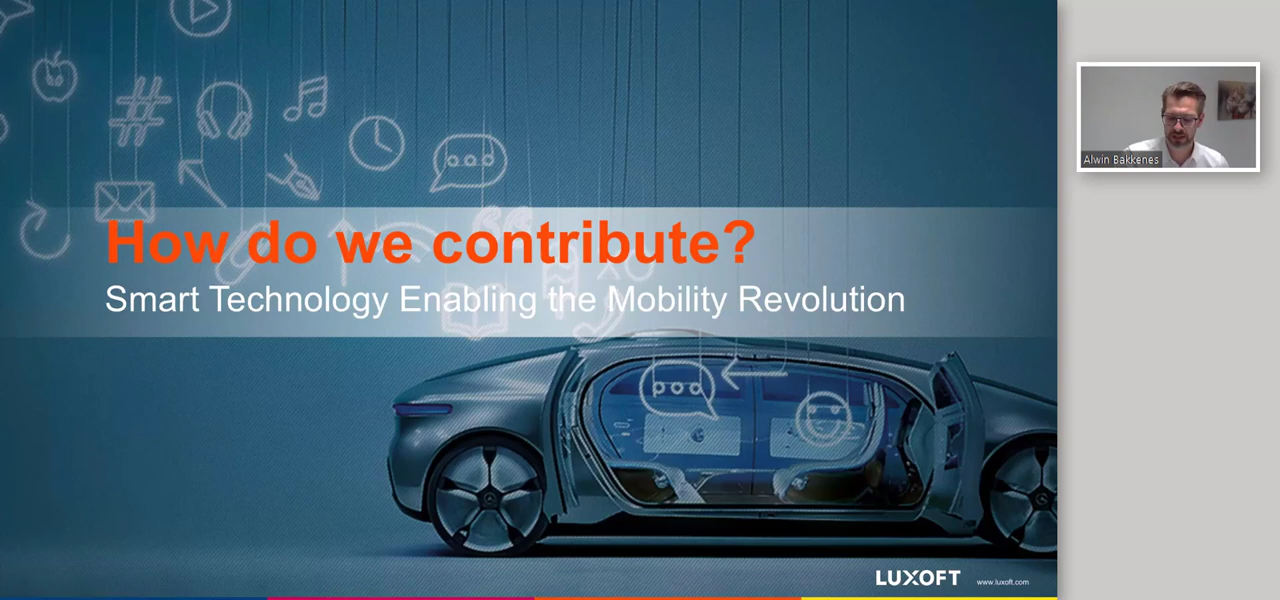 How do we contribute?
Smart Technology Enabling the Mobility Revolution
LUXOFT
www.luxoft.com
Alwin Bakkenes